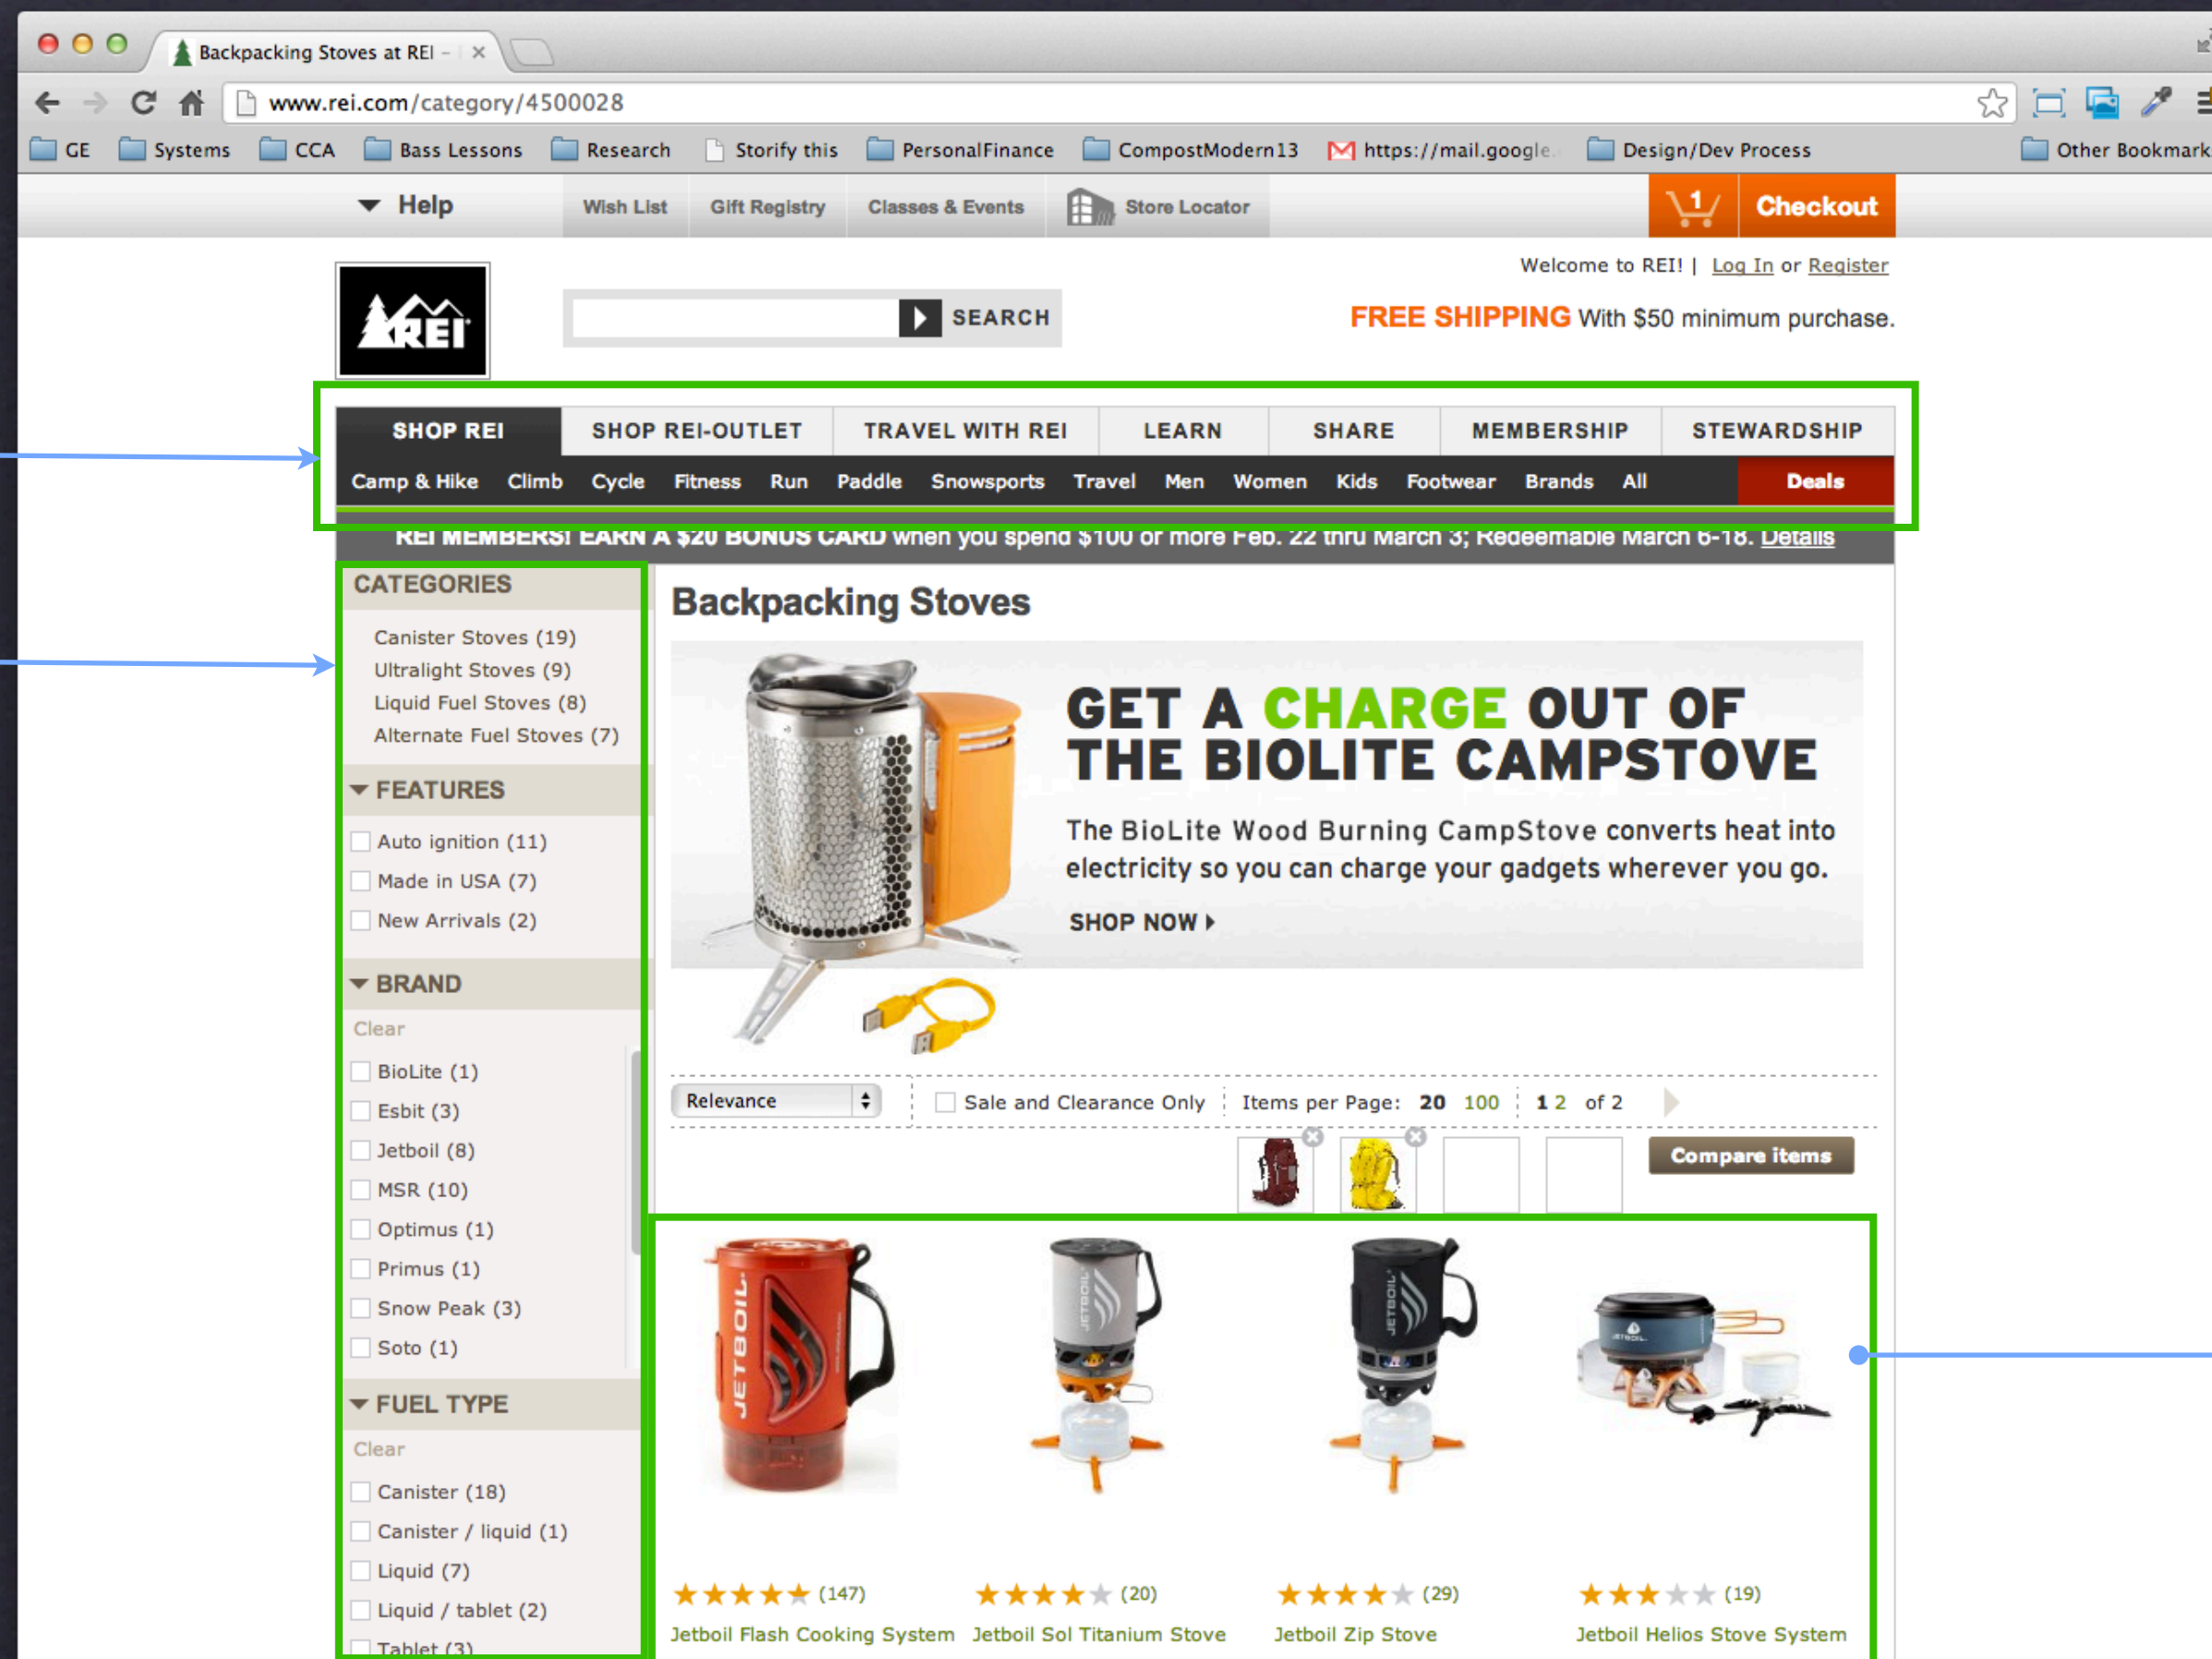 Backpacking Stoves at REI –
www.rei.com/category/4500028
GE Systems CCA Bass Lessons Research Storify this PersonalFinance CompostModern13 https://mail.google. Design/Dev Process Other Bookmark
Help Wish List Gift Registry Classes & Events Store Locator 1 Checkout
Welcome to REI! | Log In or Register
REI
SEARCH
FREE SHIPPING With $50 minimum purchase.
SHOP REI SHOP REI-OUTLET TRAVEL WITH REI LEARN SHARE MEMBERSHIP STEWARDSHIP
Camp & Hike Climb Cycle Fitness Run Paddle Snowsports Travel Men Women Kids Footwear Brands All Deals
REI MEMBERS! EARN A $20 BONUS CARD when you spend $100 or more Feb. 22 thru March 3; Redeemable March 6-18. Details
CATEGORIES
Canister Stoves (19)
Ultralight Stoves (9)
Liquid Fuel Stoves (8)
Alternate Fuel Stoves (7)
FEATURES
Auto ignition (11)
Made in USA (7)
New Arrivals (2)
BRAND
Clear
BioLite (1)
Esbit (3)
Jetboil (8)
MSR (10)
Optimus (1)
Primus (1)
Snow Peak (3)
Soto (1)
FUEL TYPE
Clear
Canister (18)
Canister / liquid (1)
Liquid (7)
Liquid / tablet (2)
Tablet (3)
Backpacking Stoves
GET A CHARGE OUT OF
THE BIOLITE CAMPSTOVE
The BioLite Wood Burning CampStove converts heat into
electricity so you can charge your gadgets wherever you go.
SHOP NOW
Relevance Sale and Clearance Only Items per Page: 20 100 1 2 of 2
Compare items
JETBOIL JETBOIL JETBOIL JETBOIL
(147) (20) (29) (19)
Jetboil Flash Cooking System Jetboil Sol Titanium Stove Jetboil Zip Stove Jetboil Helios Stove System